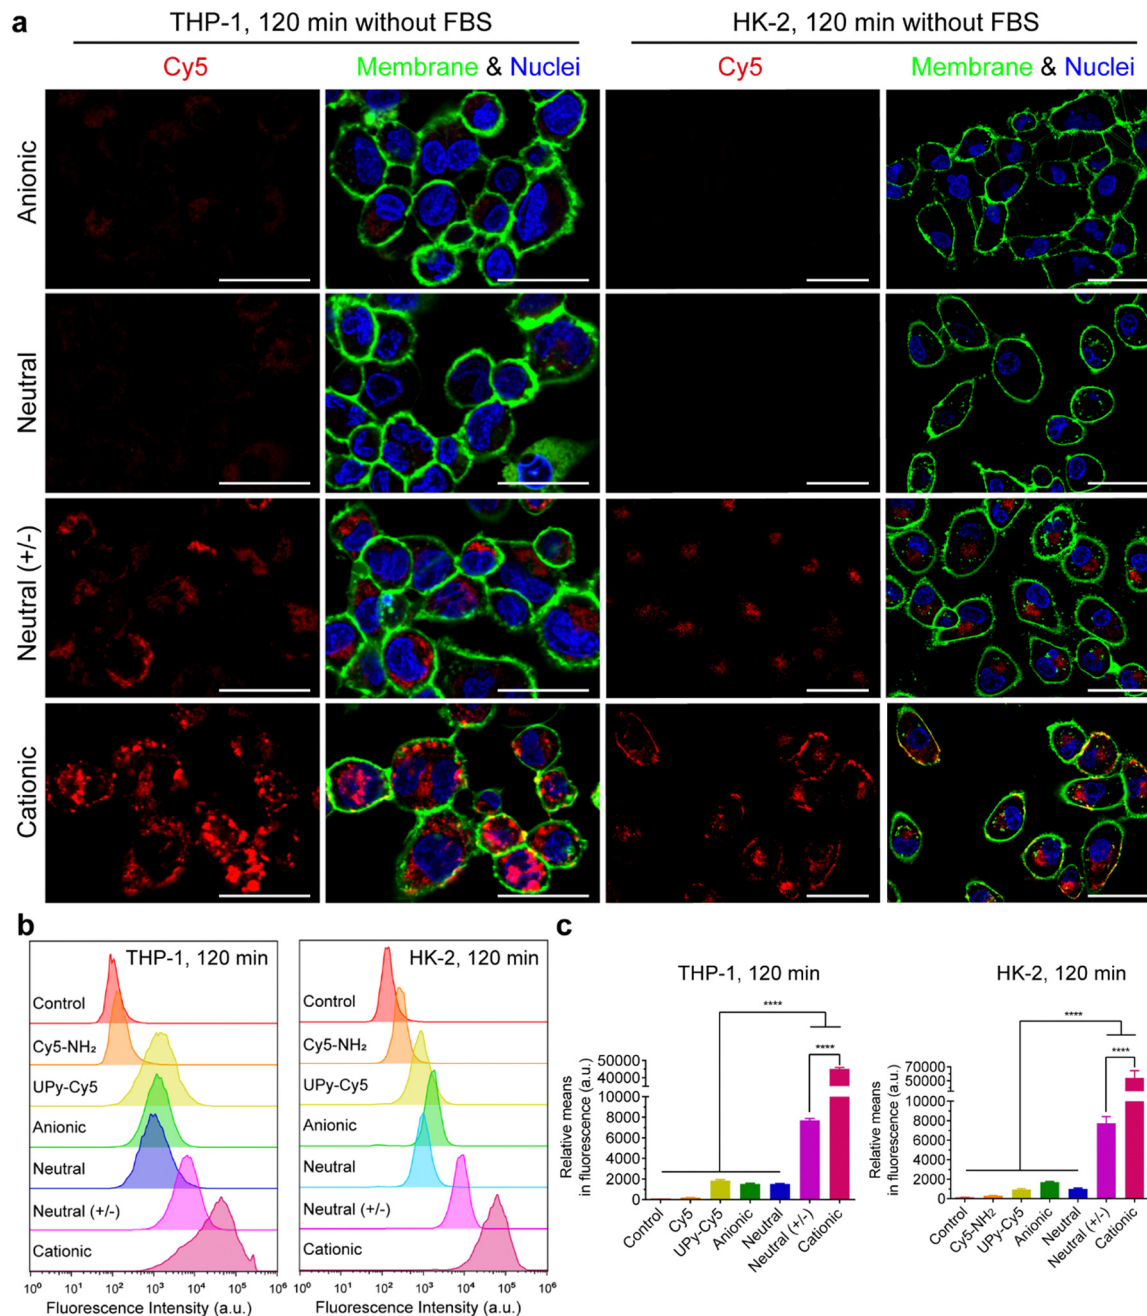 a
THP-1, 120 min without FBS
HK-2, 120 min without FBS
Cy5
Membrane & Nuclei
Cy5
Membrane & Nuclei
Anionic
Neutral
Neutral (+/-)
Cationic
b
THP-1, 120 min
Control
Cy5-NH₂
UPy-Cy5
Anionic
Neutral
Neutral (+/-)
Cationic
10⁰ 10¹ 10² 10³ 10⁴ 10⁵ 10⁶
Fluorescence Intensity (a.u.)
HK-2, 120 min
Control
Cy5-NH₂
UPy-Cy5
Anionic
Neutral
Neutral (+/-)
Cationic
10⁰ 10¹ 10² 10³ 10⁴ 10⁵ 10⁶
Fluorescence Intensity (a.u.)
c
THP-1, 120 min
****
****
Relative means
in fluorescence (a.u.)
50000
40000
10000
8000
6000
4000
2000
0
Control
Cy5
UPy-Cy5
Anionic
Neutral
Neutral (+/-)
Cationic
HK-2, 120 min
****
****
Relative means
in fluorescence (a.u.)
70000
50000
10000
8000
6000
4000
2000
0
Control
Cy5-NH₂
UPy-Cy5
Anionic
Neutral
Neutral (+/-)
Cationic